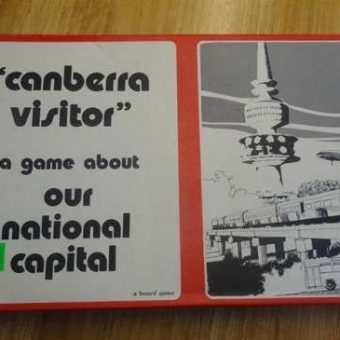 "canberra
visitor"
a game about
our
national
capital
a board game